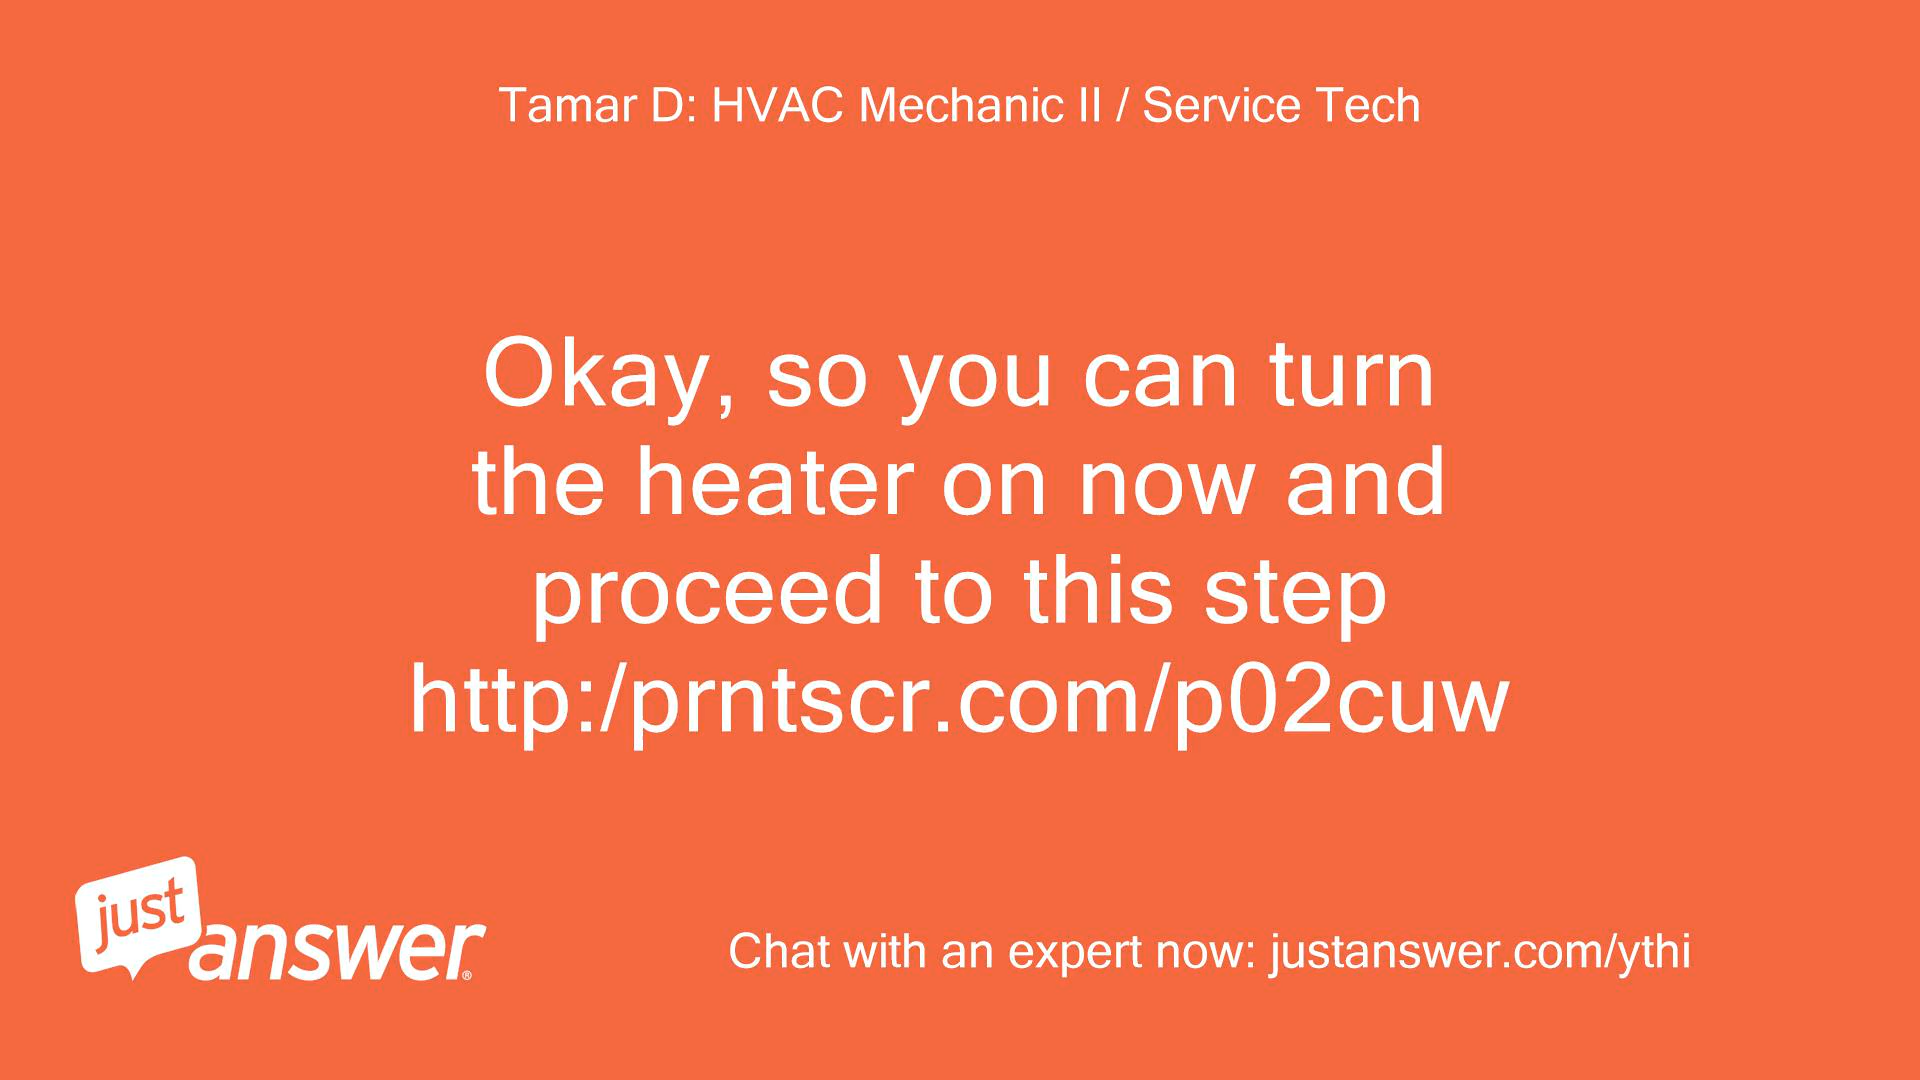 Tamar D: HVAC Mechanic II / Service Tech
Okay, so you can turn
the heater on now and
proceed to this step
http:/prntscr.com/p02cuw
just
answer®
Chat with an expert now: justanswer.com/ythi